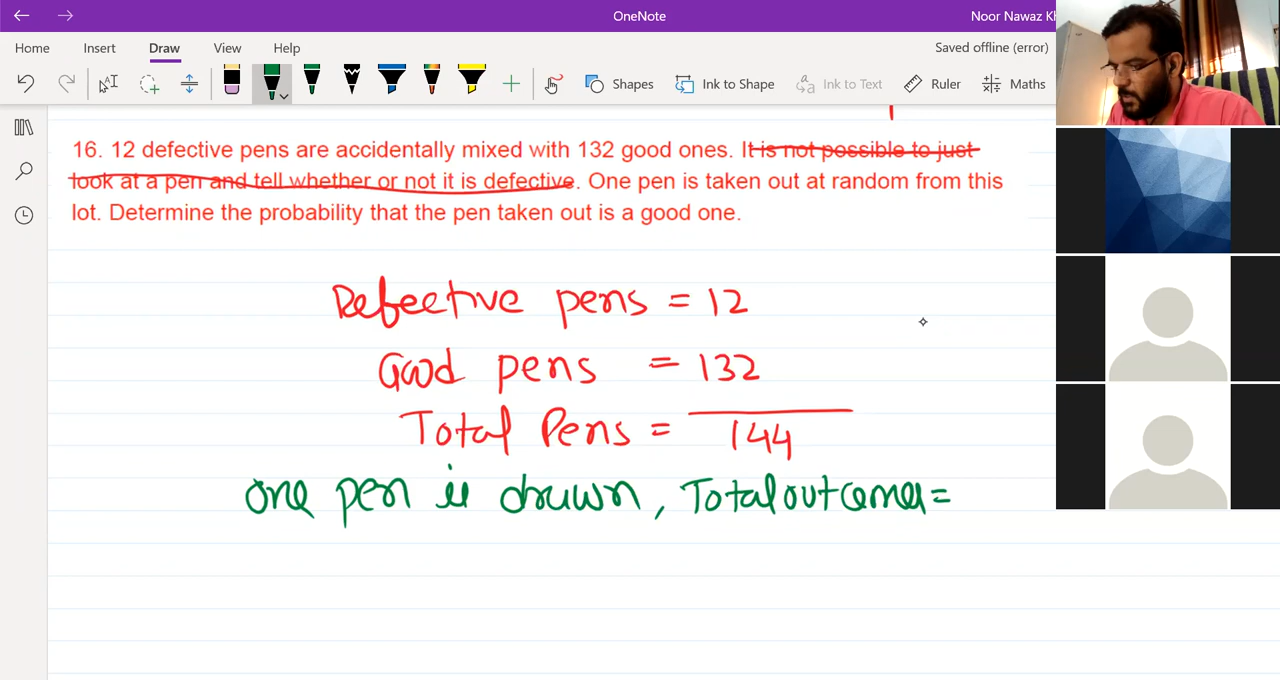 OneNote
Noor Nawaz Kh
Home Insert Draw View Help
Saved offline (error)
Shapes Ink to Shape Ink to Text Ruler Maths
16. 12 defective pens are accidentally mixed with 132 good ones. It is not possible to just
look at a pen and tell whether or not it is defective. One pen is taken out at random from this
lot. Determine the probability that the pen taken out is a good one.
Defective pens = 12
Good pens = 132
Total Pens = 144
One pen is drawn, Total outcomes =